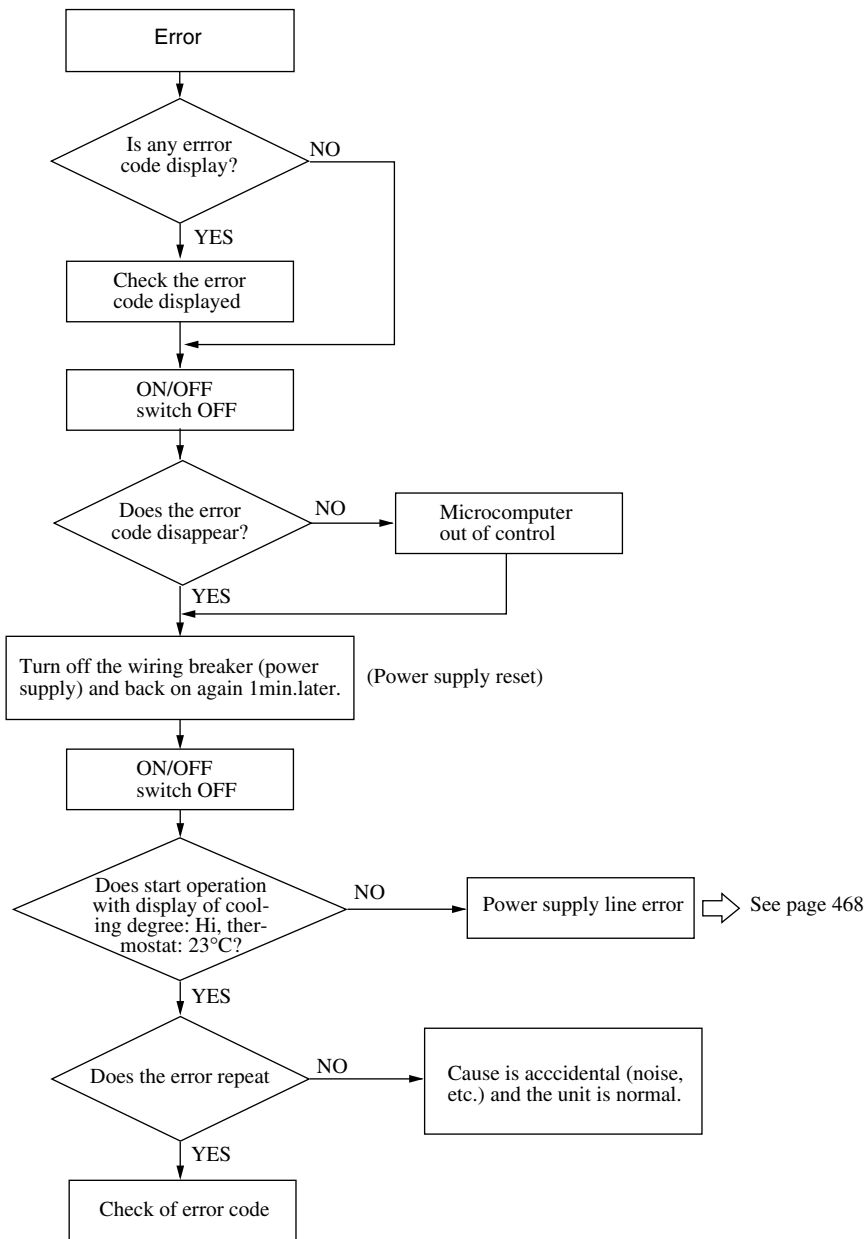 Error
Is any errror
code display?
NO
YES
Check the error
code displayed
ON/OFF
switch OFF
Does the error
code disappear?
NO
Microcomputer
out of control
YES
Turn off the wiring breaker (power
supply) and back on again 1min.later.
(Power supply reset)
ON/OFF
switch OFF
Does start operation
with display of cool-
ing degree: Hi, ther-
mostat: 23°C?
NO
Power supply line error
See page 468
YES
Does the error repeat
NO
Cause is acccidental (noise,
etc.) and the unit is normal.
YES
Check of error code